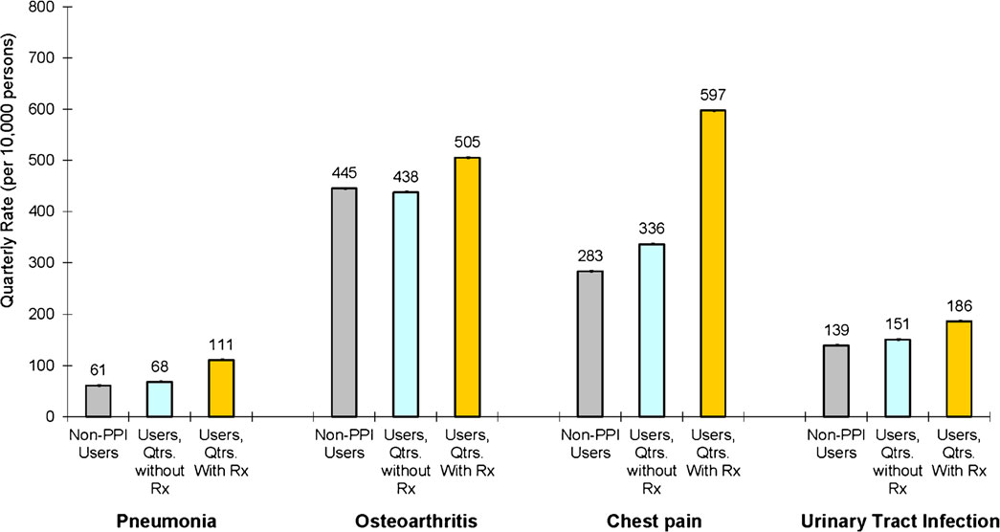 Quarterly Rate (per 10,000 persons)
800
700
600
500
400
300
200
100
0
61
68
111
445
438
505
283
336
597
139
151
186
Non-PPI
Users
Users,
Qtrs.
without
Rx
Users,
Qtrs.
With Rx
Non-PPI
Users
Users,
Qtrs.
without
Rx
Users,
Qtrs.
With Rx
Non-PPI
Users
Users,
Qtrs.
without
Rx
Users,
Qtrs.
With Rx
Non-PPI
Users
Users,
Qtrs.
without
Rx
Users,
Qtrs.
With Rx
Pneumonia
Osteoarthritis
Chest pain
Urinary Tract Infection